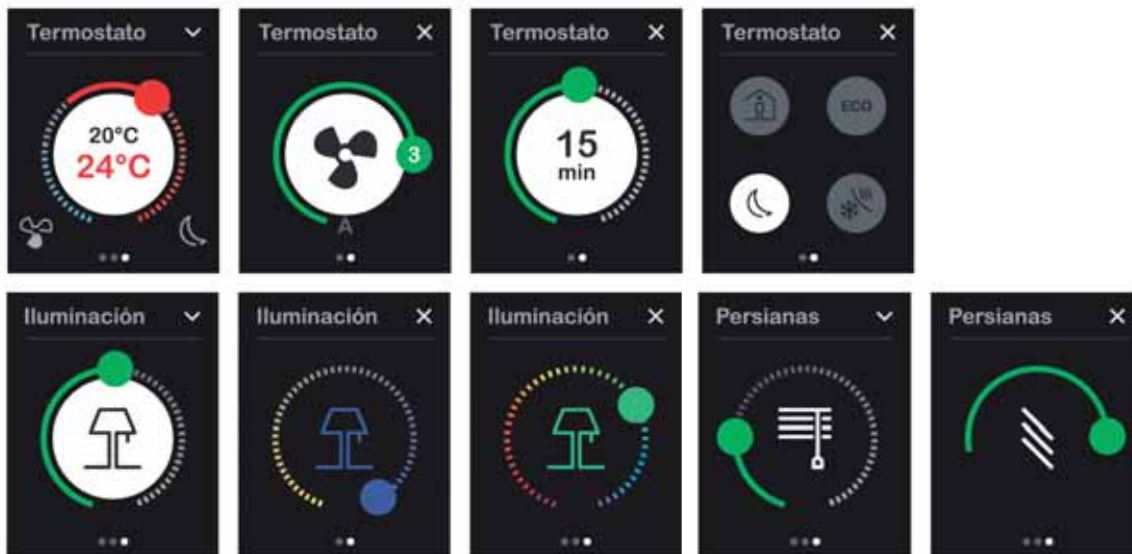 Termostato
20°C
24°C
Termostato
3
A
Termostato
15
min
Termostato
ECO
Iluminación
Iluminación
Iluminación
Persianas
Persianas